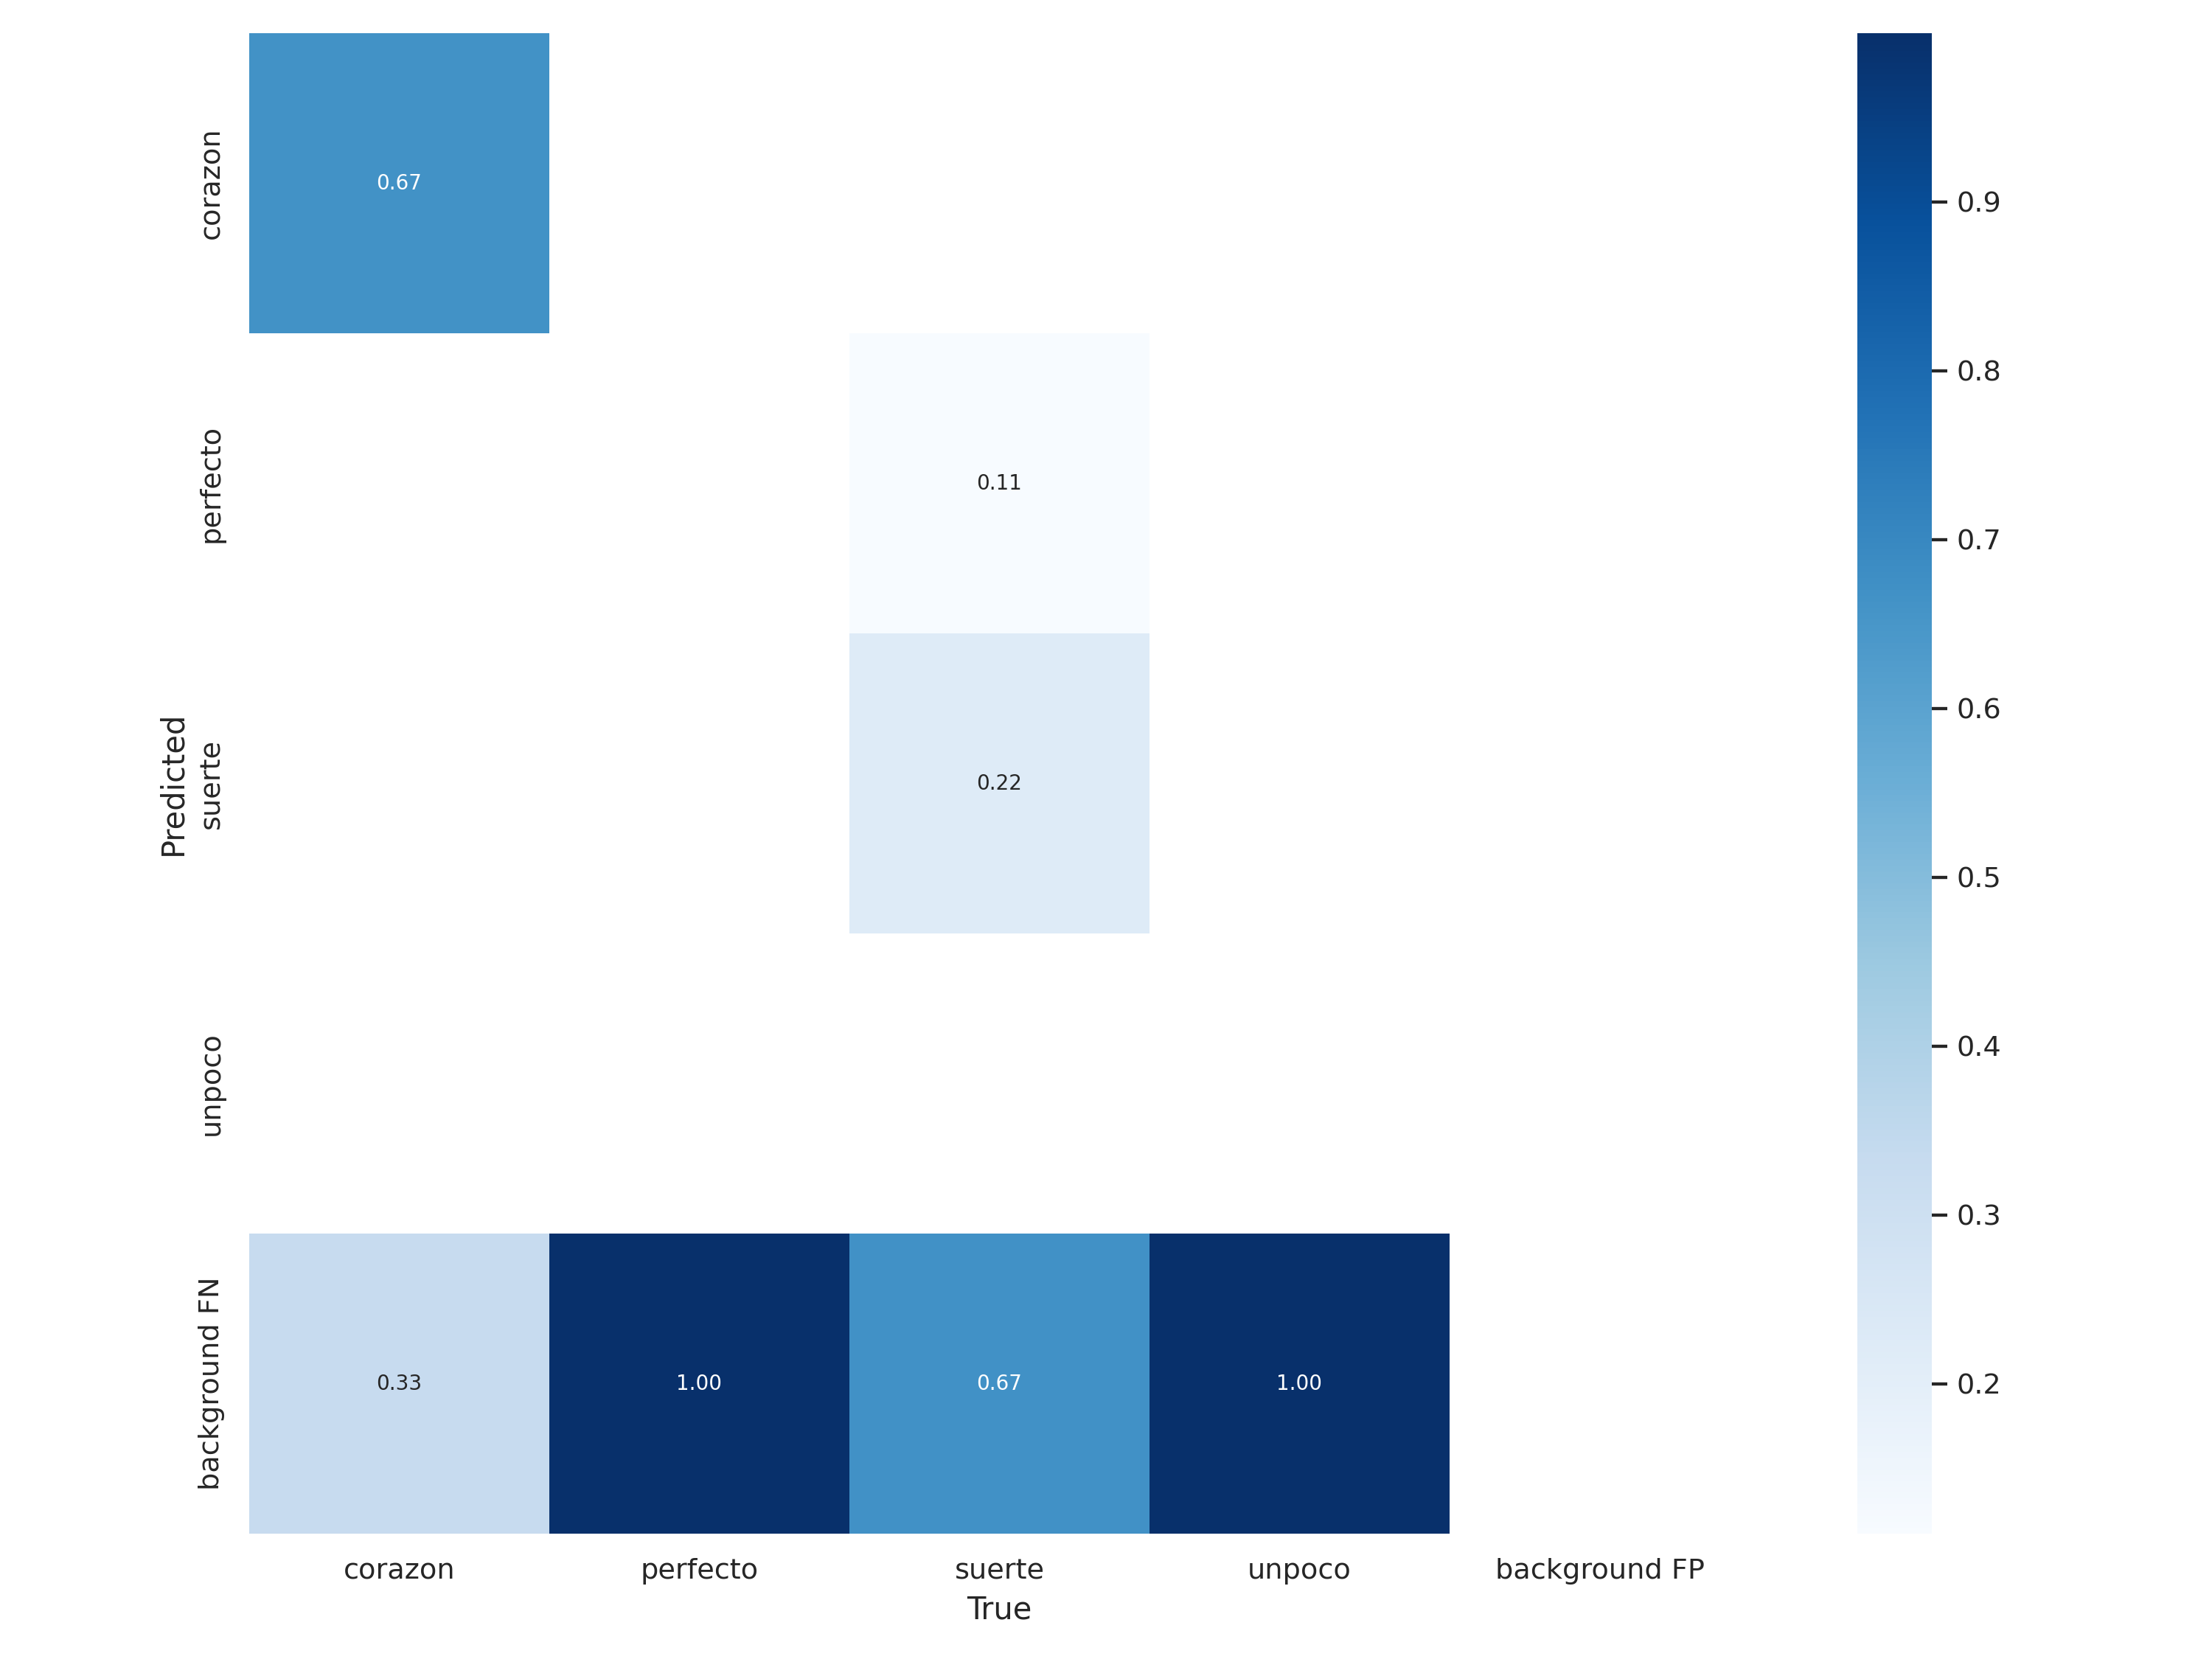 corazon
0.67
perfecto
0.11
Predicted
suerte
0.22
unpoco
background FN
0.33 1.00 0.67 1.00
corazon perfecto suerte unpoco background FP
True
0.9
0.8
0.7
0.6
0.5
0.4
0.3
0.2